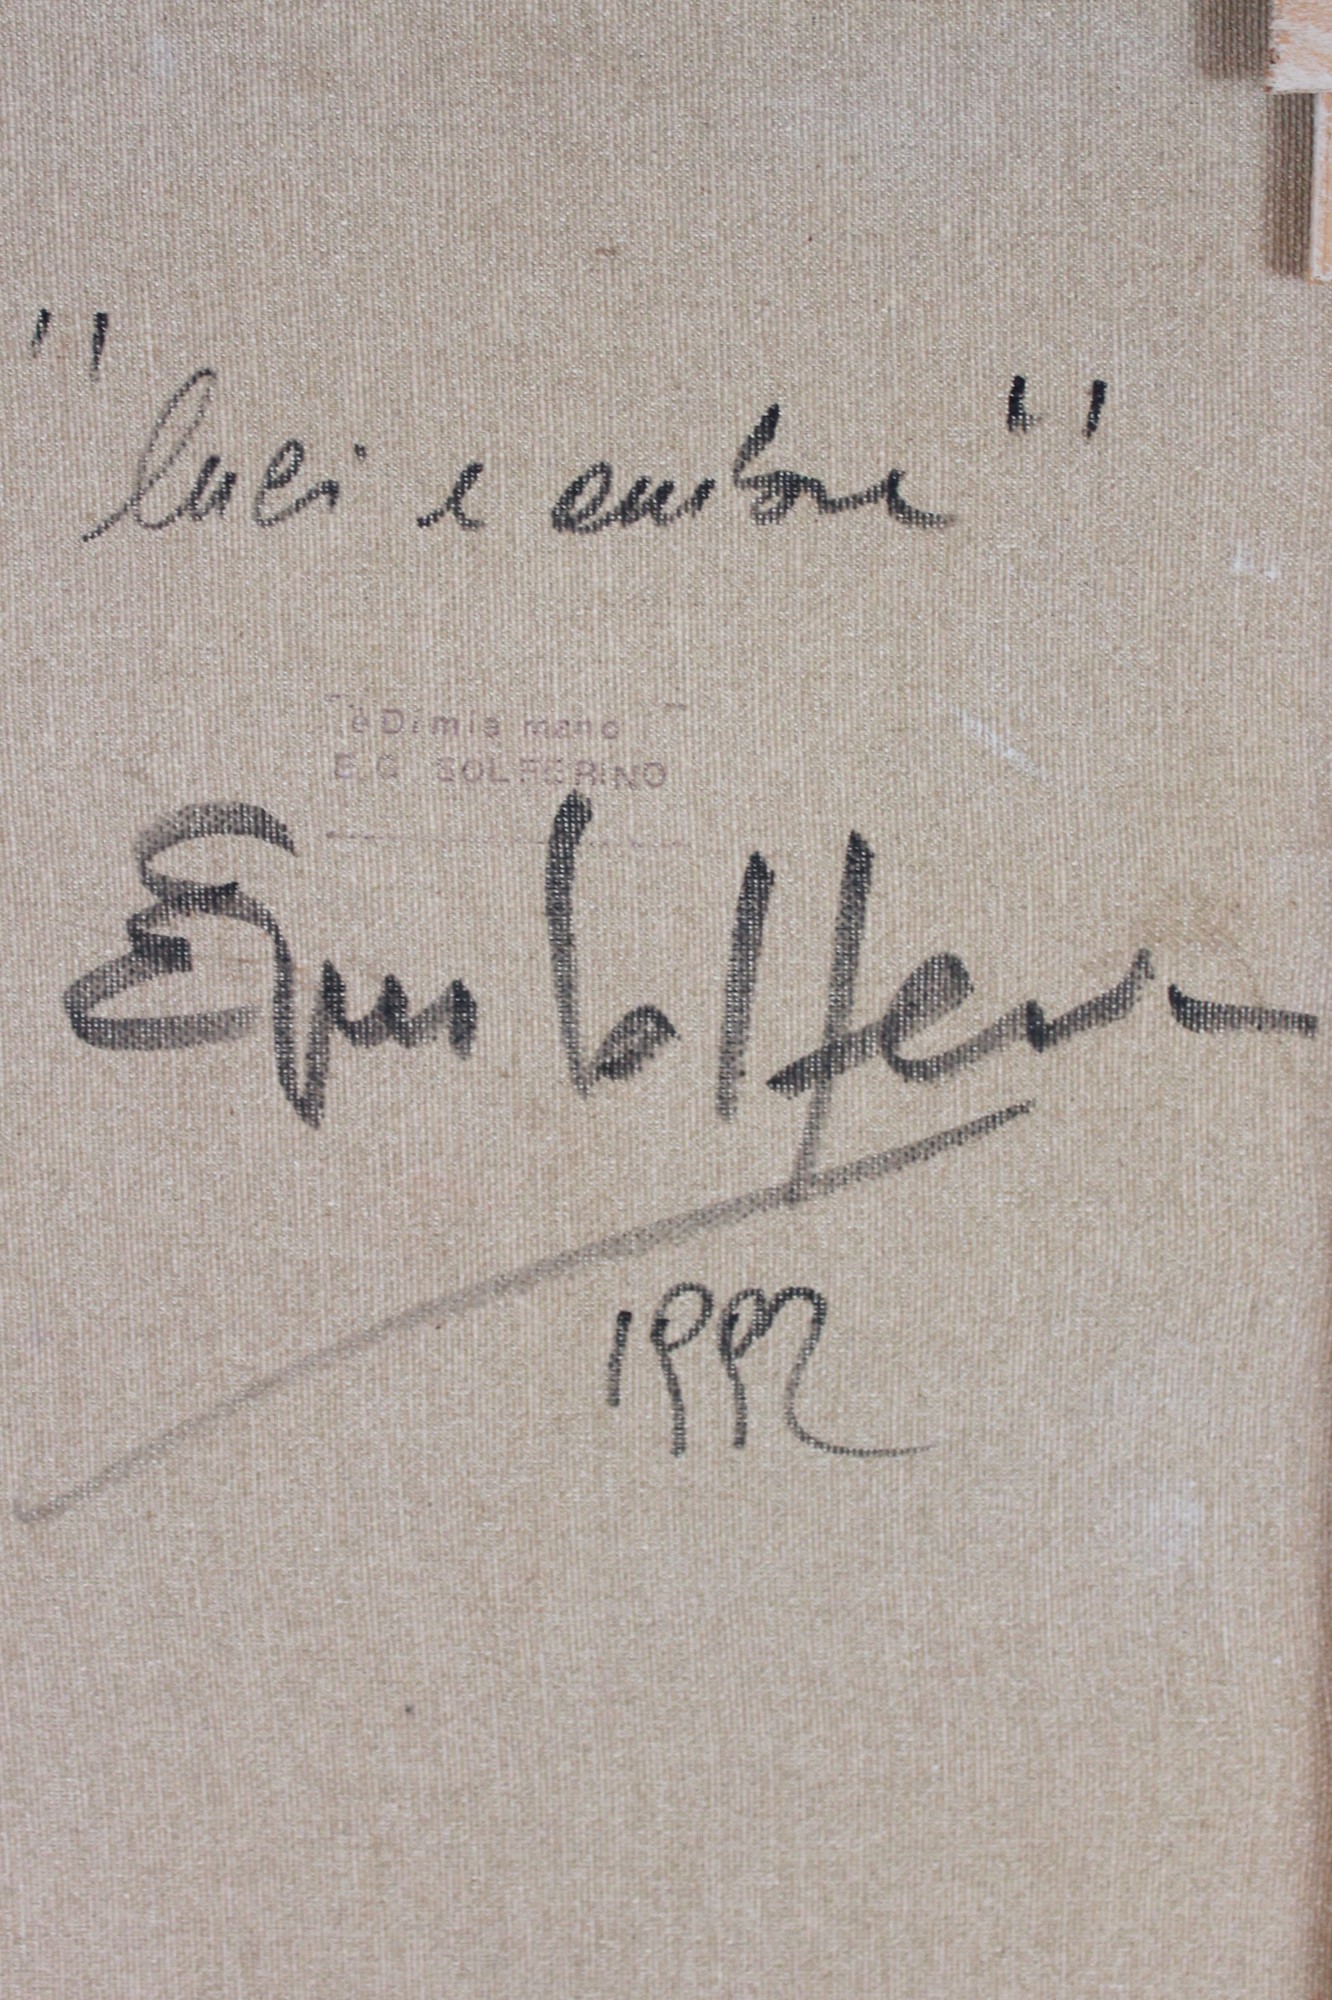 "luci e ombre"
"è Di mia mano"
E.G SOLFERINO
1992